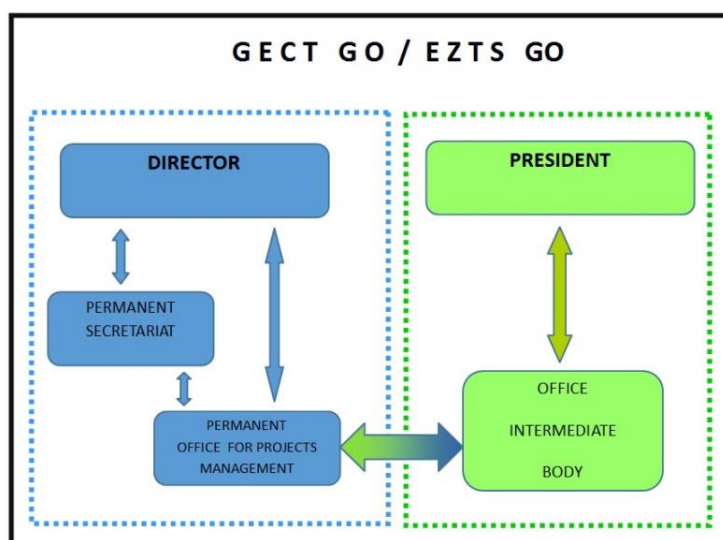 GECT GO / EZTS GO
DIRECTOR
PRESIDENT
PERMANENT
SECRETARIAT
PERMANENT
OFFICE FOR PROJECTS
MANAGEMENT
OFFICE
INTERMEDIATE
BODY